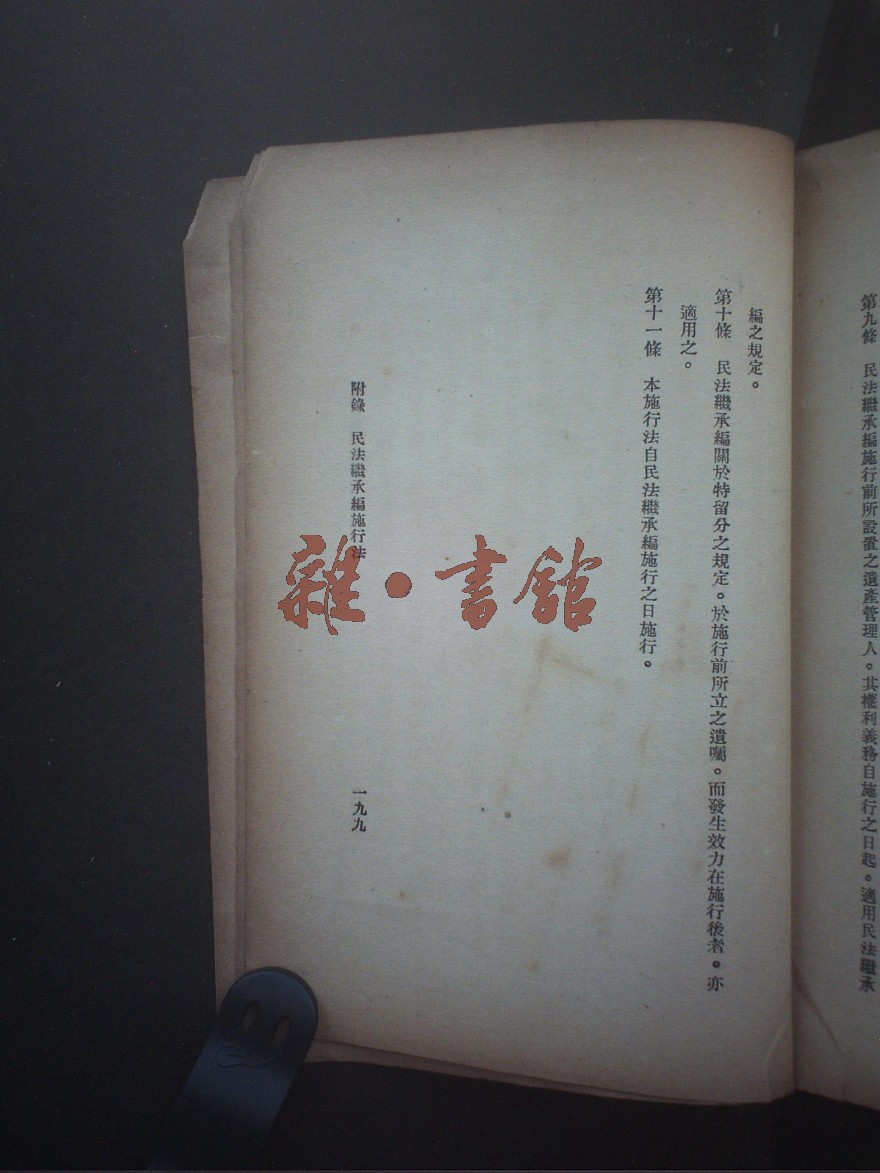 第九條　民法繼承編施行前所設置之遺產管理人。其權利義務自施行之日起。適用民法繼承
編之規定。
第十條　民法繼承編關於特留分之規定。於施行前所立之遺囑。而發生效力在施行後者。亦
適用之。
第十一條　本施行法自民法繼承編施行之日施行。
附錄　民法繼承編施行法
一九九
雜·書館